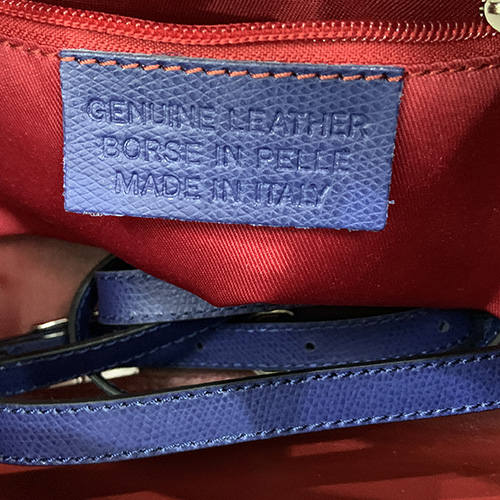 GENUINE LEATHER
BORSE IN PELLE
MADE IN ITALY